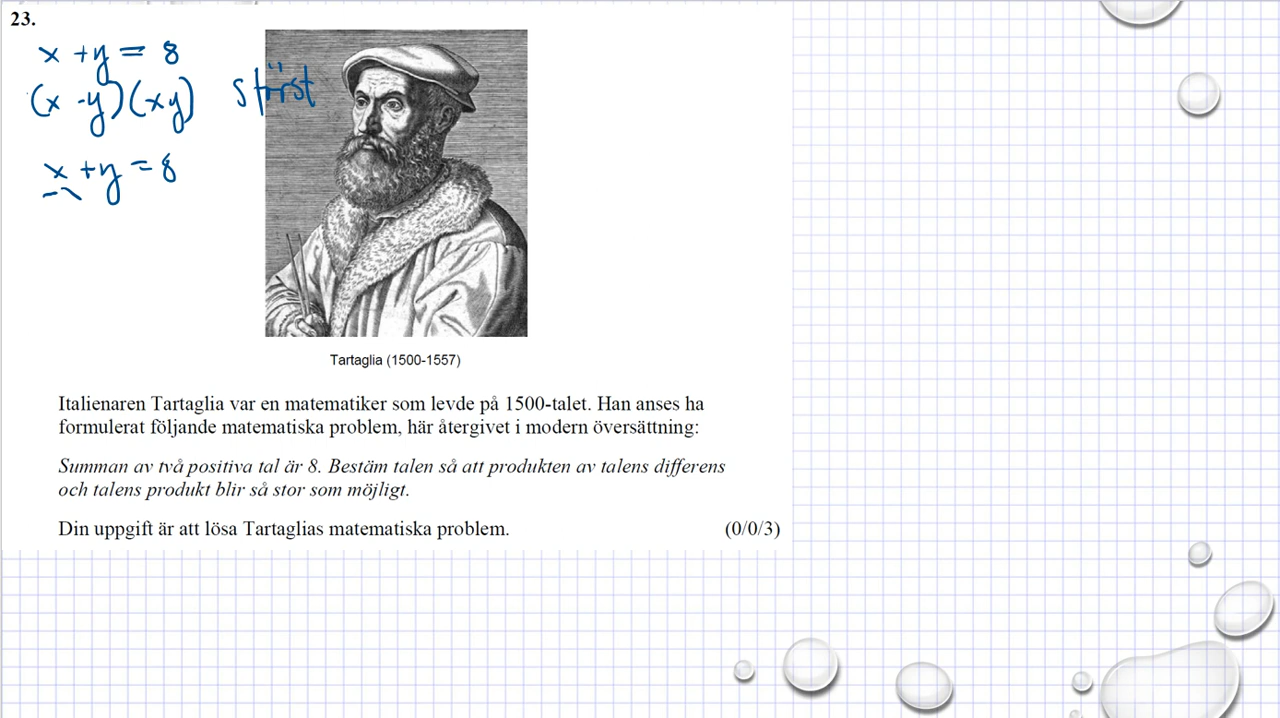 23.
x + y = 8
(x - y)(xy) störst
x + y = 8
-x
Tartaglia (1500-1557)
Italienaren Tartaglia var en matematiker som levde på 1500-talet. Han anses ha
formulerat följande matematiska problem, här återgivet i modern översättning:
Summan av två positiva tal är 8. Bestäm talen så att produkten av talens differens
och talens produkt blir så stor som möjligt.
Din uppgift är att lösa Tartaglias matematiska problem. (0/0/3)